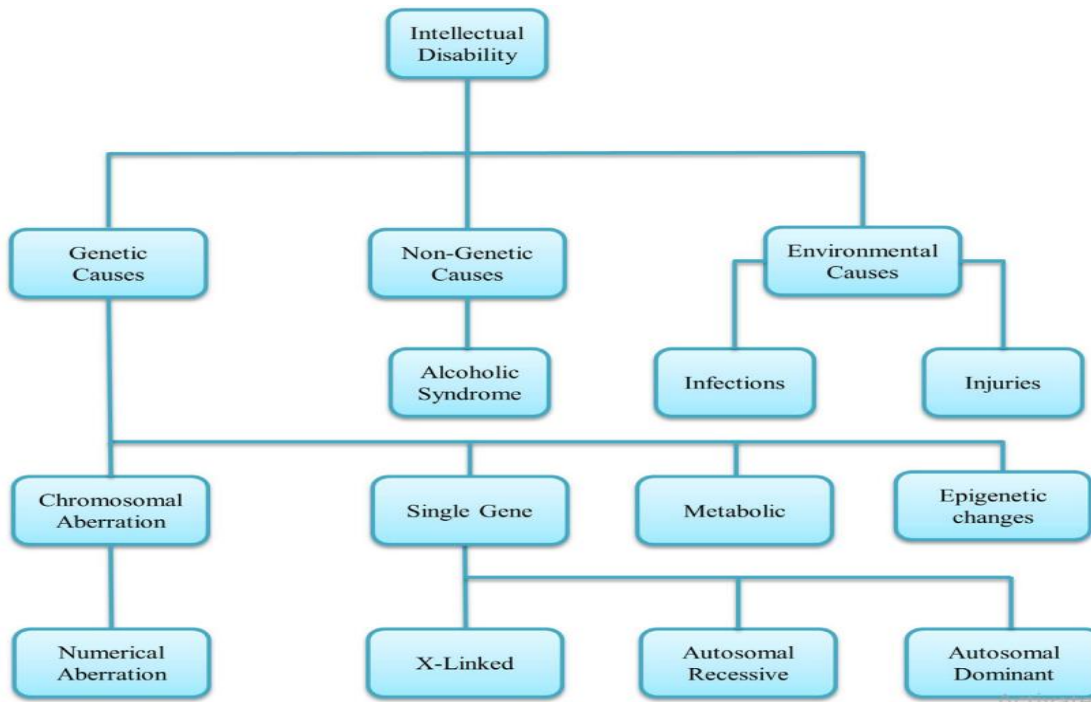 Intellectual
Disability
Genetic
Causes
Non-Genetic
Causes
Environmental
Causes
Alcoholic
Syndrome
Infections
Injuries
Chromosomal
Aberration
Single Gene
Metabolic
Epigenetic
changes
Numerical
Aberration
X-Linked
Autosomal
Recessive
Autosomal
Dominant